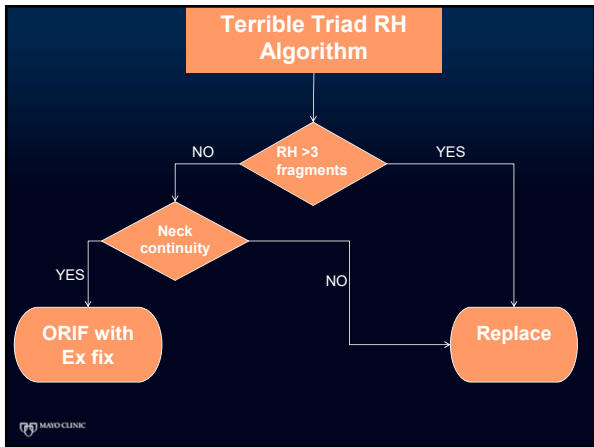 Terrible Triad RH
Algorithm
RH >3
fragments
NO
YES
Neck
continuity
YES
NO
ORIF with
Ex fix
Replace
MAYO CLINIC